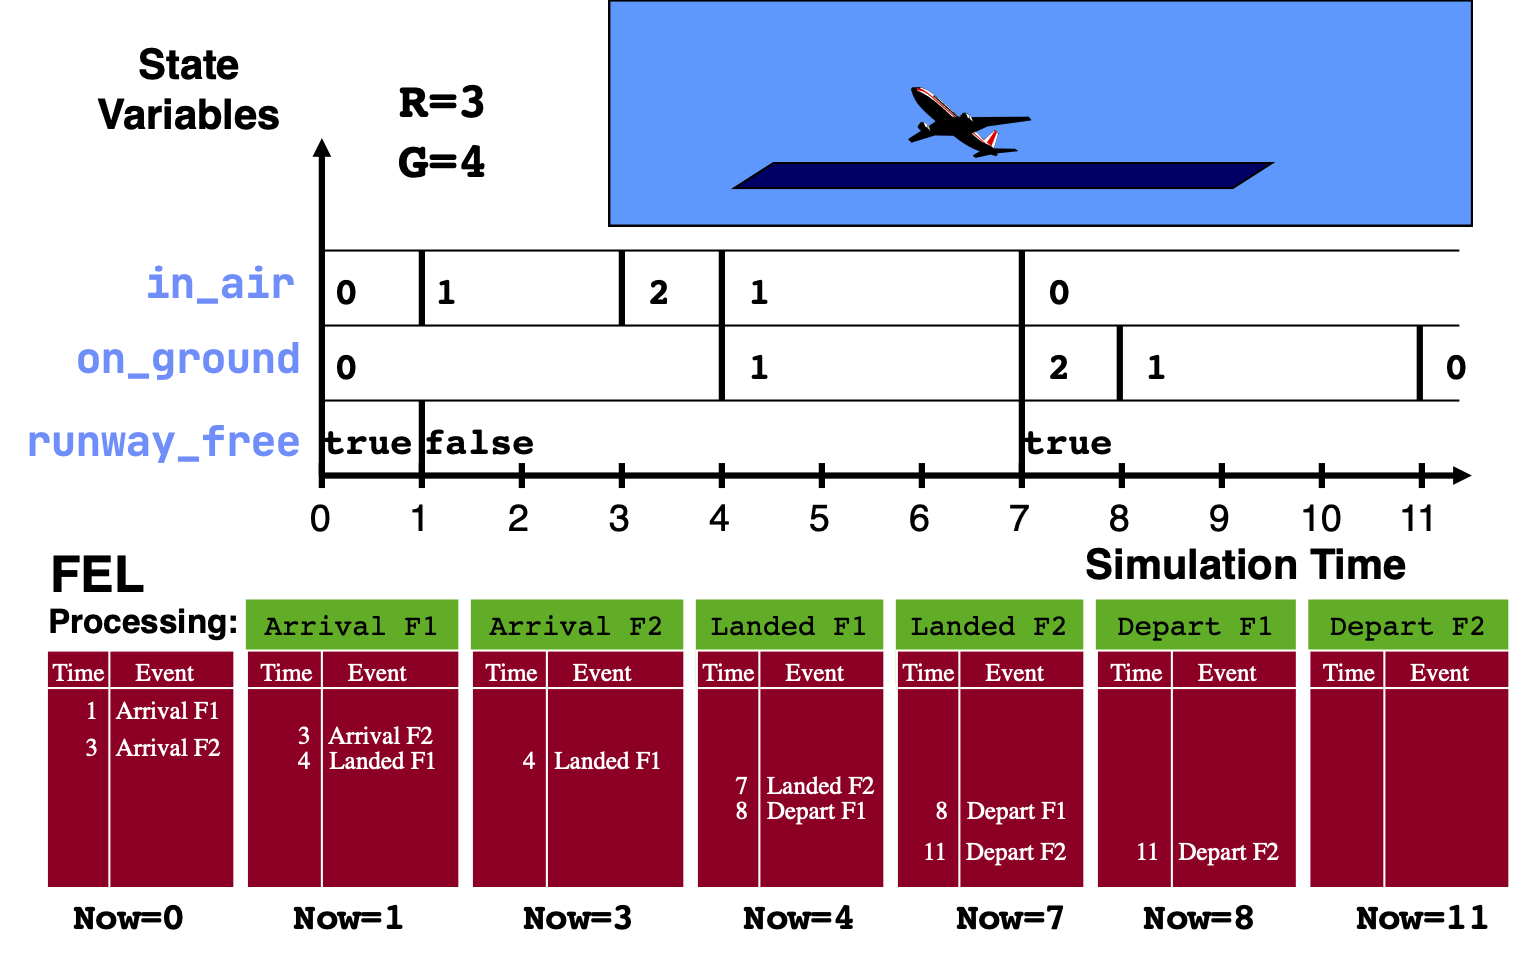 State
Variables
R=3
G=4
in_air 0 1 2 1 0
on_ground 0 1 2 1 0
runway_free true false true
0 1 2 3 4 5 6 7 8 9 10 11
Simulation Time
FEL
Processing: Arrival F1 Arrival F2 Landed F1 Landed F2 Depart F1 Depart F2
Time Event Time Event Time Event Time Event Time Event Time Event Time Event
1 Arrival F1
3 Arrival F2
3 Arrival F2
4 Landed F1
4 Landed F1
7 Landed F2
8 Depart F1
8 Depart F1
11 Depart F2
11 Depart F2
Now=0 Now=1 Now=3 Now=4 Now=7 Now=8 Now=11